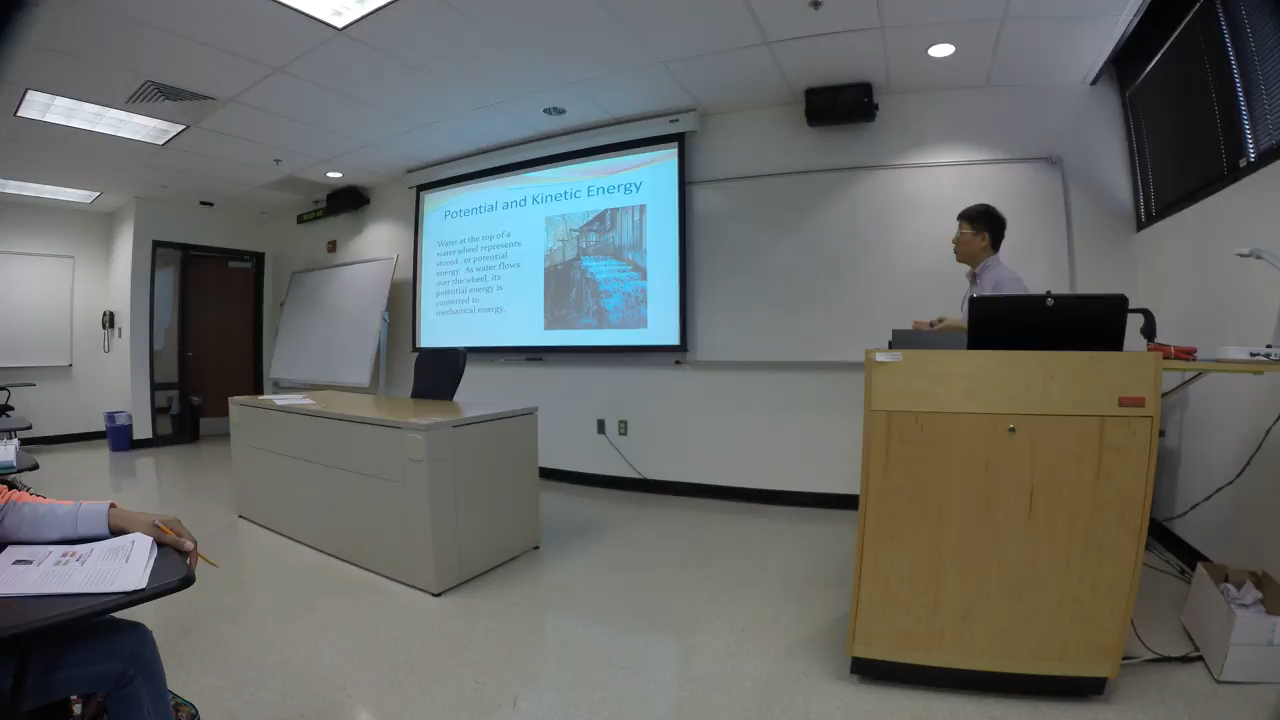 Potential and Kinetic Energy
Water at the top of a
water wheel represents
stored , or potential
energy. As water flows
over the wheel, its
potential energy is
converted to
mechanical energy.